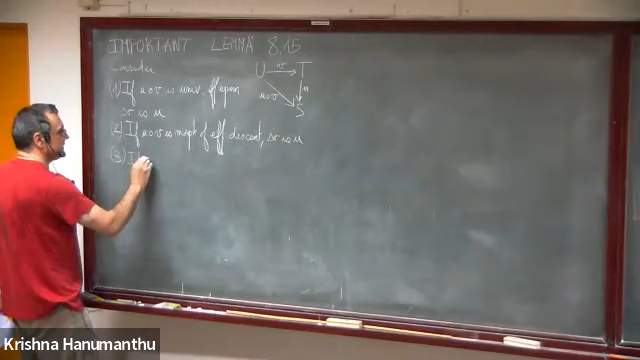 IMPORTANT LEMMA 8.15
Consider
U v T
u∘v u
S
(1) If u∘v is univ. eff epim
so is u
(2) If u∘v is morph of eff descent, so is u
(3) If
Krishna Hanumanthu